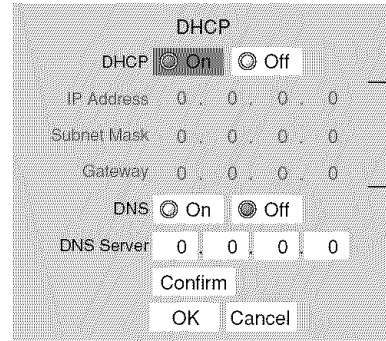 DHCP
DHCP On Off
IP Address 0 . 0 . 0 . 0
Subnet Mask 0 . 0 . 0 . 0
Gateway 0 . 0 . 0 . 0
DNS On Off
DNS Server 0 . 0 . 0 . 0
Confirm
OK Cancel